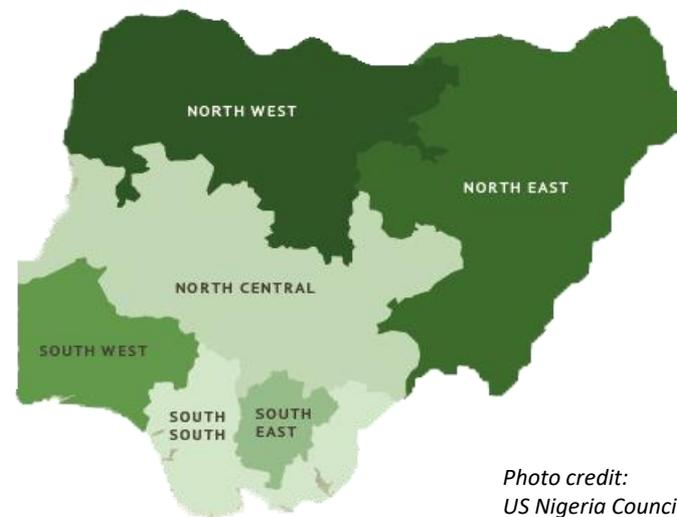 NORTH WEST
NORTH EAST
NORTH CENTRAL
SOUTH WEST
SOUTH
SOUTH
SOUTH
EAST
Photo credit:
US Nigeria Counci